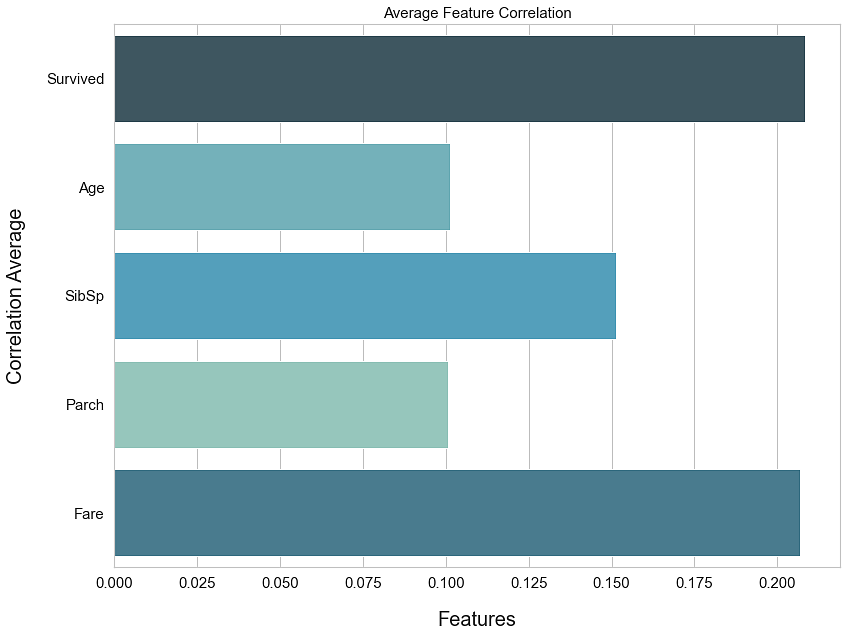 Average Feature Correlation
Correlation Average
Survived
Age
SibSp
Parch
Fare
0.000 0.025 0.050 0.075 0.100 0.125 0.150 0.175 0.200
Features